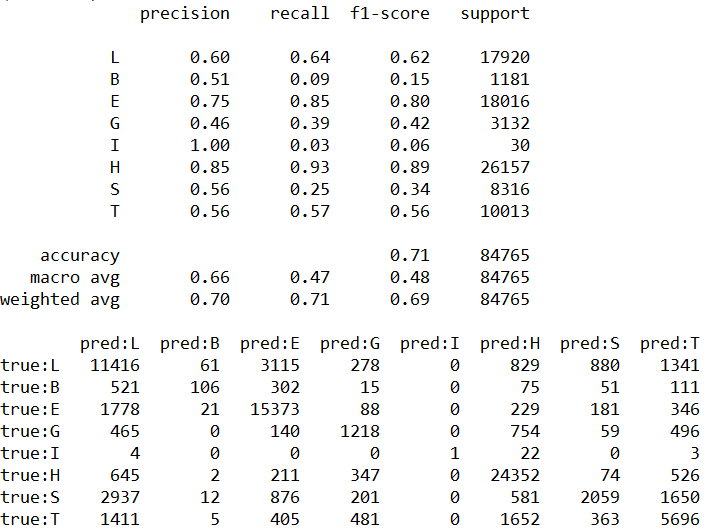 precision recall f1-score support
L 0.60 0.64 0.62 17920
B 0.51 0.09 0.15 1181
E 0.75 0.85 0.80 18016
G 0.46 0.39 0.42 3132
I 1.00 0.03 0.06 30
H 0.85 0.93 0.89 26157
S 0.56 0.25 0.34 8316
T 0.56 0.57 0.56 10013
accuracy 0.71 84765
macro avg 0.66 0.47 0.48 84765
weighted avg 0.70 0.71 0.69 84765
pred:L pred:B pred:E pred:G pred:I pred:H pred:S pred:T
true:L 11416 61 3115 278 0 829 880 1341
true:B 521 106 302 15 0 75 51 111
true:E 1778 21 15373 88 0 229 181 346
true:G 465 0 140 1218 0 754 59 496
true:I 4 0 0 0 1 22 0 3
true:H 645 2 211 347 0 24352 74 526
true:S 2937 12 876 201 0 581 2059 1650
true:T 1411 5 405 481 0 1652 363 5696